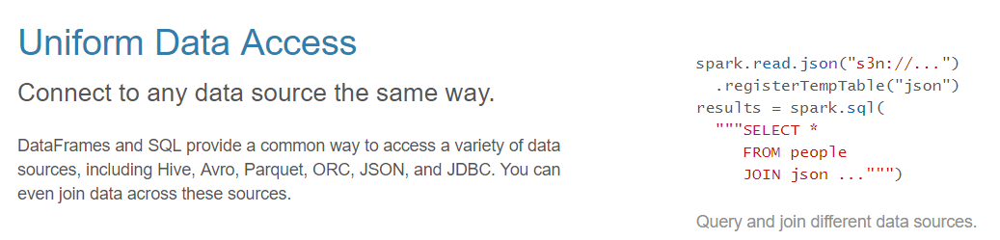 Uniform Data Access
Connect to any data source the same way.
DataFrames and SQL provide a common way to access a variety of data
sources, including Hive, Avro, Parquet, ORC, JSON, and JDBC. You can
even join data across these sources.
spark.read.json("s3n://...")
  .registerTempTable("json")
results = spark.sql(
  """SELECT *
     FROM people
     JOIN json ...""")
Query and join different data sources.